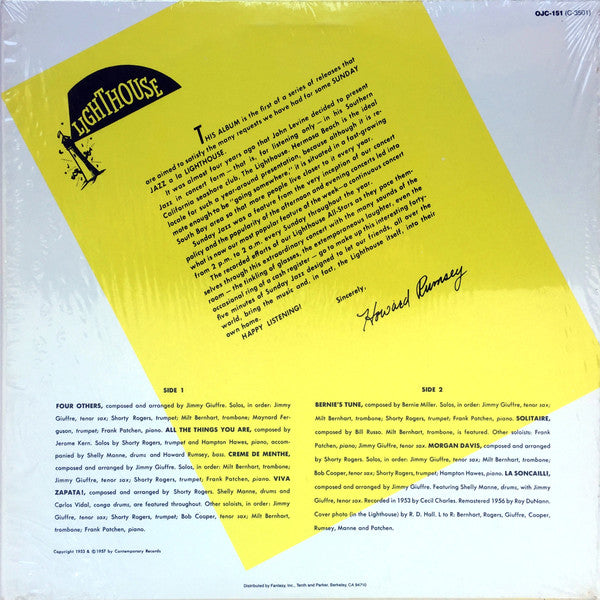 OJC-151 (C-3501)
LIGHTHOUSE
THIS ALBUM is the first of a series of releases that
are aimed to satisfy the many requests we have had for some SUNDAY
JAZZ a la LIGHTHOUSE.
It was almost four years ago that John Levine decided to present
Jazz in concert form — that is, for listening only — in his Southern
California seashore club. The Lighthouse, Hermosa Beach is the ideal
locale for such a year-around presentation, because although it is re-
mote enough to be "going somewhere," it is situated in a fast-growing
South Bay area so that more people live closer to it every year.
Sunday Jazz was a feature from the very inception of our concert
policy and the popularity of the afternoon and evening concerts led into
what is now our most popular feature of the week — a continuous concert
from 2 p.m. to 2 a.m. every Sunday throughout the year.
The recorded efforts of our Lighthouse All-Stars as they pace them-
selves through this extraordinary concert with the many sounds of the
room — the tinkling of glasses, the extemporaneous laughter, even the
occasional ring of a cash register — go to make up this interesting forty-
five minutes of Sunday Jazz designed to let our friends, all over the
world, bring the music and, in fact, the Lighthouse itself, into their
own home.
HAPPY LISTENING!
Sincerely,
Howard Rumsey
SIDE 1
FOUR OTHERS, composed and arranged by Jimmy Giuffre. Solos, in order: Jimmy
Giuffre, tenor sax; Shorty Rogers, trumpet; Milt Bernhart, trombone; Maynard Fer-
guson, trumpet; Frank Patchen, piano. ALL THE THINGS YOU ARE, composed by
Jerome Kern. Solos by Shorty Rogers, trumpet and Hampton Hawes, piano, accom-
panied by Shelly Manne, drums and Howard Rumsey, bass. CREME DE MENTHE,
composed and arranged by Jimmy Giuffre. Solos, in order: Milt Bernhart, trombone;
Jimmy Giuffre, tenor sax; Shorty Rogers, trumpet; Frank Patchen, piano. VIVA
ZAPATA!, composed and arranged by Shorty Rogers. Shelly Manne, drums and
Carlos Vidal, conga drums, are featured throughout. Other soloists, in order: Jimmy
Giuffre, tenor sax; Shorty Rogers, trumpet; Bob Cooper, tenor sax; Milt Bernhart,
trombone; Frank Patchen, piano.
Copyright 1953 & © 1957 by Contemporary Records
SIDE 2
BERNIE'S TUNE, composed by Bernie Miller. Solos, in order: Jimmy Giuffre, tenor sax;
Milt Bernhart, trombone; Shorty Rogers, trumpet; Frank Patchen, piano. SOLITAIRE,
composed by Bill Russo. Milt Bernhart, trombone, is featured. Other soloists: Frank
Patchen, piano; Jimmy Giuffre, tenor sax. MORGAN DAVIS, composed and arranged
by Shorty Rogers. Solos, in order: Jimmy Giuffre, tenor sax; Milt Bernhart, trombone;
Bob Cooper, tenor sax; Shorty Rogers, trumpet; Hampton Hawes, piano. LA SONCAILLI,
composed and arranged by Jimmy Giuffre. Featuring Shelly Manne, drums, with Jimmy
Giuffre, tenor sax. Recorded in 1953 by Cecil Charles. Remastered 1956 by Roy DuNann.
Cover photo (in the Lighthouse) by R. D. Hall. L to R: Bernhart, Rogers, Giuffre, Cooper,
Rumsey, Manne and Patchen.
Distributed by Fantasy, Inc., Tenth and Parker, Berkeley, CA 94710